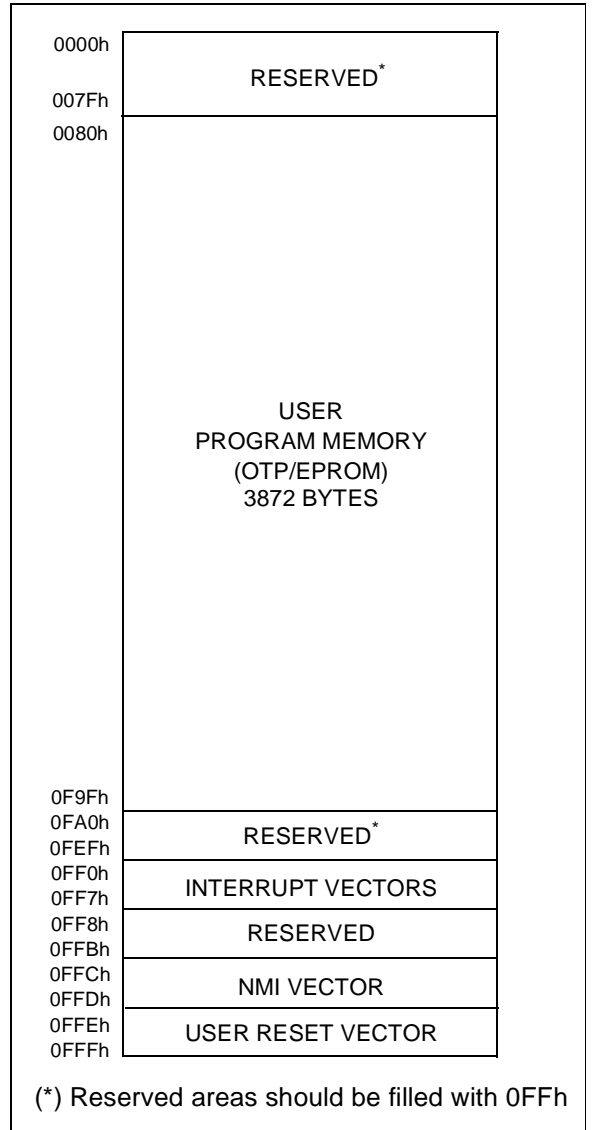 0000h
RESERVED*
007Fh
0080h
USER
PROGRAM MEMORY
(OTP/EPROM)
3872 BYTES
0F9Fh
0FA0h
RESERVED*
0FEFh
0FF0h
INTERRUPT VECTORS
0FF7h
0FF8h
RESERVED
0FFBh
0FFCh
NMI VECTOR
0FFDh
0FFEh
USER RESET VECTOR
0FFFh
(*) Reserved areas should be filled with 0FFh